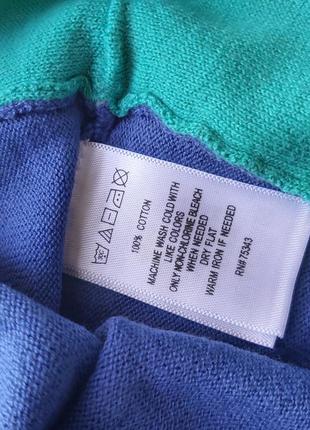 100% COTTON
MACHINE WASH COLD WITH
LIKE COLORS
ONLY NON-CHLORINE BLEACH
WHEN NEEDED
DRY FLAT
WARM IRON IF NEEDED
RN#75343